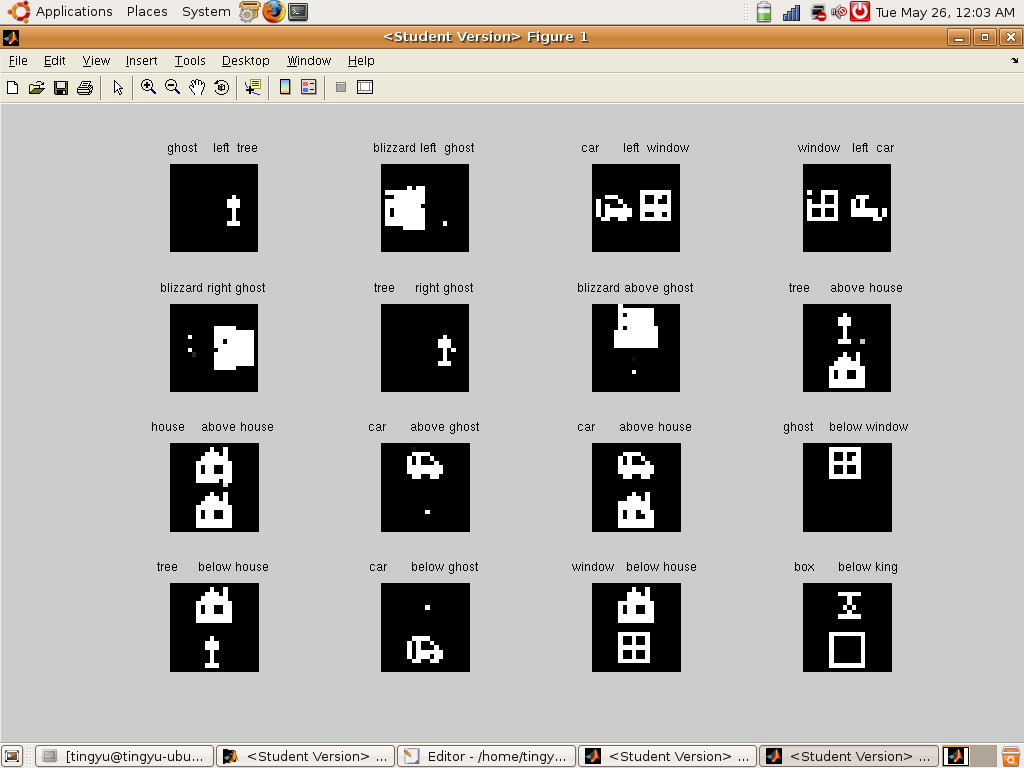 Applications Places System Tue May 26, 12:03 AM
<Student Version> Figure 1
File Edit View Insert Tools Desktop Window Help
ghost left tree blizzard left ghost car left window window left car
blizzard right ghost tree right ghost blizzard above ghost tree above house
house above house car above ghost car above house ghost below window
tree below house car below ghost window below house box below king
[tingyu@tingyu-ubu... <Student Version> ... Editor - /home/tingy... <Student Version> ... <Student Version> ...